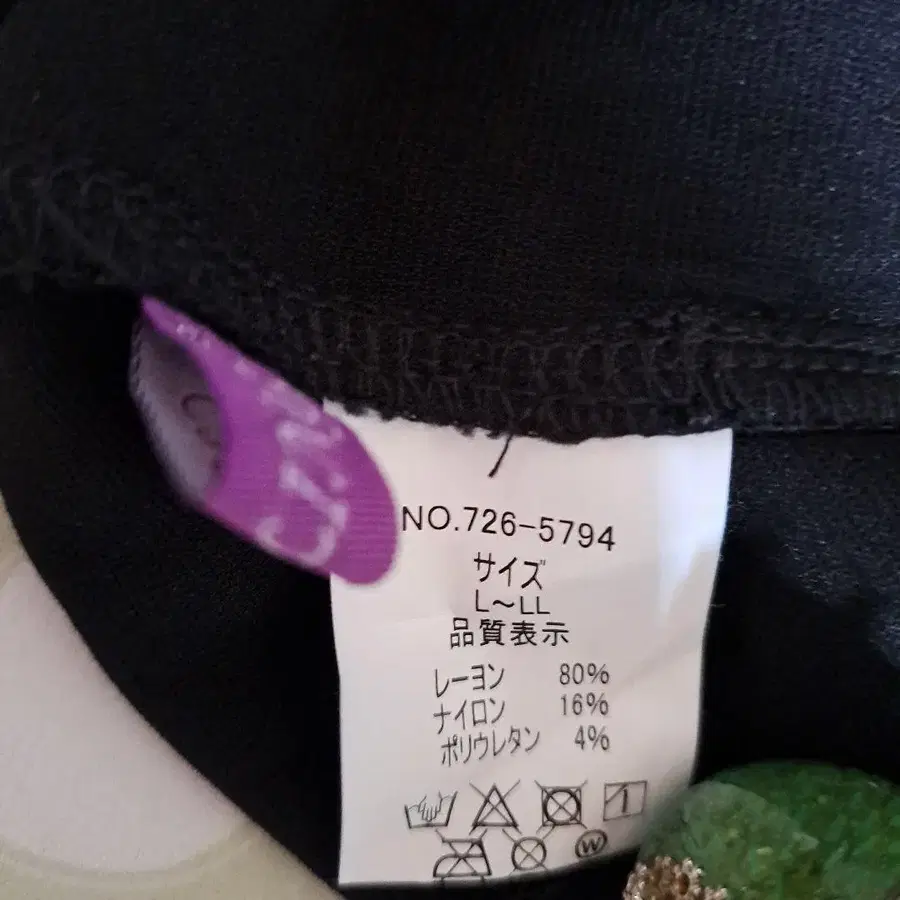 NO.726-5794
サイズ
L～LL
品質表示
レーヨン 80%
ナイロン 16%
ポリウレタン 4%
W